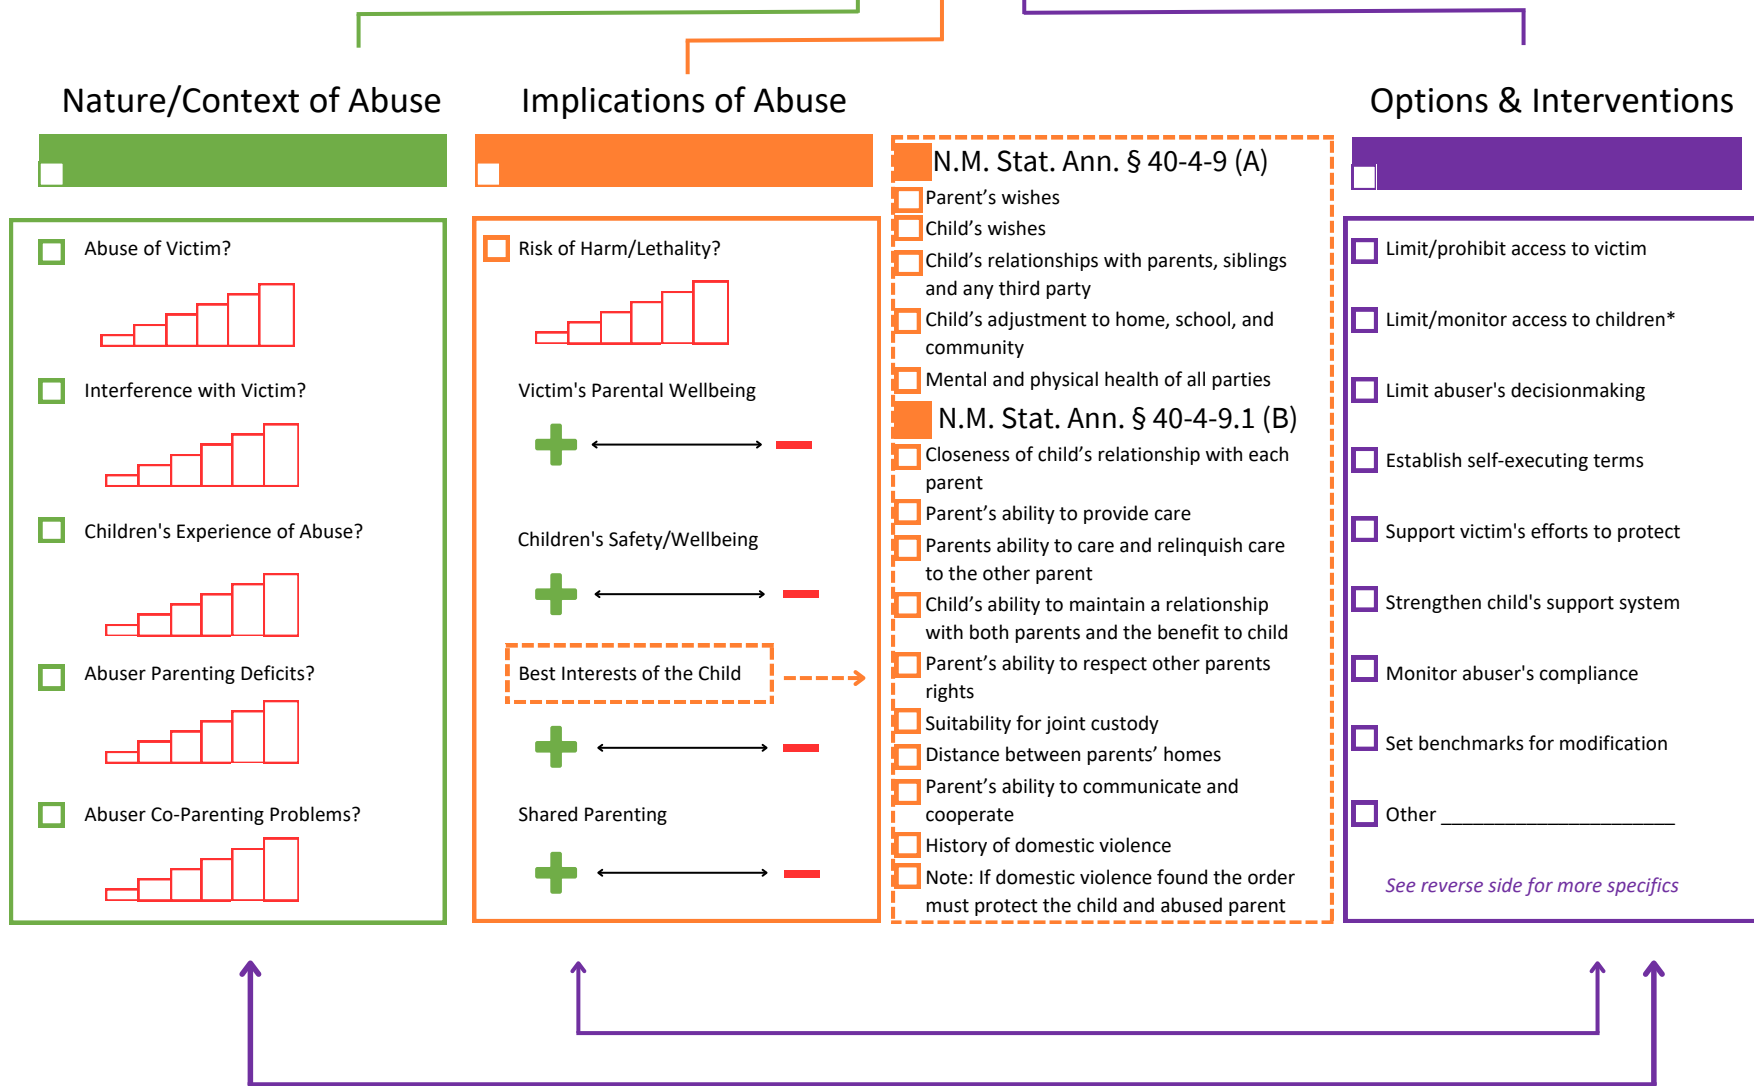 Nature/Context of Abuse
Implications of Abuse
Options & Interventions
Abuse of Victim?
Interference with Victim?
Children's Experience of Abuse?
Abuser Parenting Deficits?
Abuser Co-Parenting Problems?
Risk of Harm/Lethality?
Victim's Parental Wellbeing
Children's Safety/Wellbeing
Best Interests of the Child
Shared Parenting
N.M. Stat. Ann. § 40-4-9 (A)
Parent’s wishes
Child’s wishes
Child’s relationships with parents, siblings
and any third party
Child’s adjustment to home, school, and
community
Mental and physical health of all parties
N.M. Stat. Ann. § 40-4-9.1 (B)
Closeness of child’s relationship with each
parent
Parent’s ability to provide care
Parents ability to care and relinquish care
to the other parent
Child’s ability to maintain a relationship
with both parents and the benefit to child
Parent’s ability to respect other parents
rights
Suitability for joint custody
Distance between parents’ homes
Parent’s ability to communicate and
cooperate
History of domestic violence
Note: If domestic violence found the order
must protect the child and abused parent
Limit/prohibit access to victim
Limit/monitor access to children*
Limit abuser's decisionmaking
Establish self-executing terms
Support victim's efforts to protect
Strengthen child's support system
Monitor abuser's compliance
Set benchmarks for modification
Other ______________________
See reverse side for more specifics